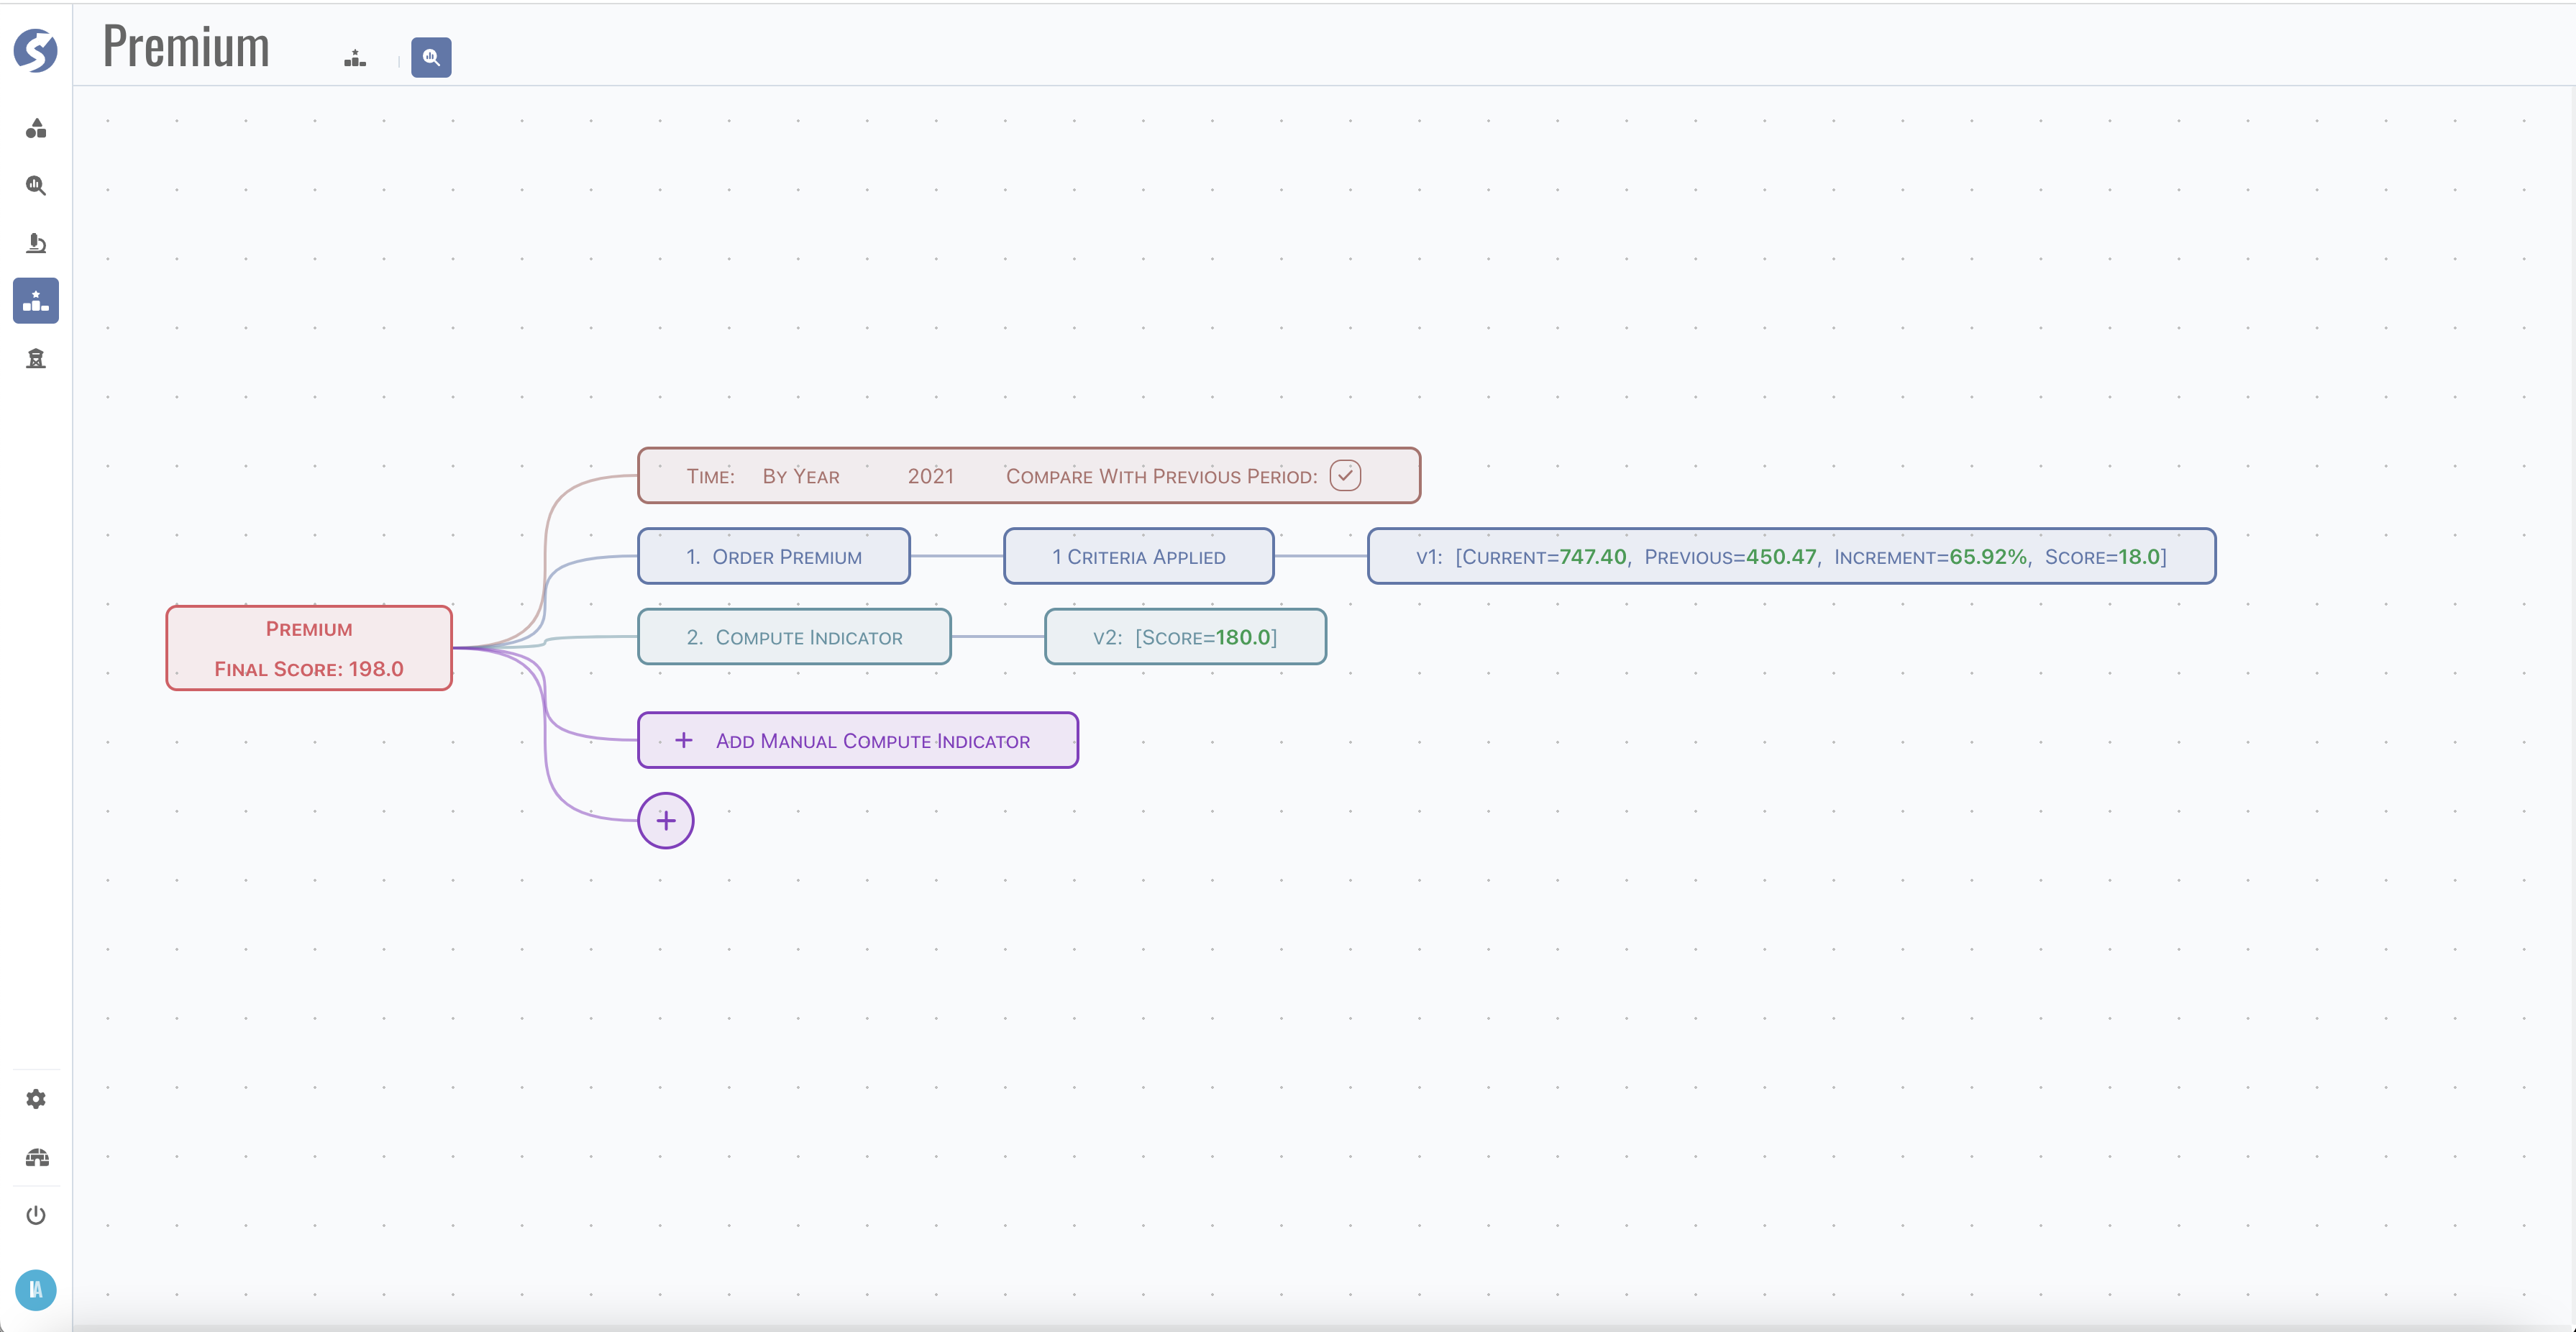 Premium
Time: By Year 2021 Compare With Previous Period:
1. Order Premium 1 Criteria Applied v1: [Current=747.40, Previous=450.47, Increment=65.92%, Score=18.0]
Premium
Final Score: 198.0
2. Compute Indicator v2: [Score=180.0]
+ Add Manual Compute Indicator
+
IA